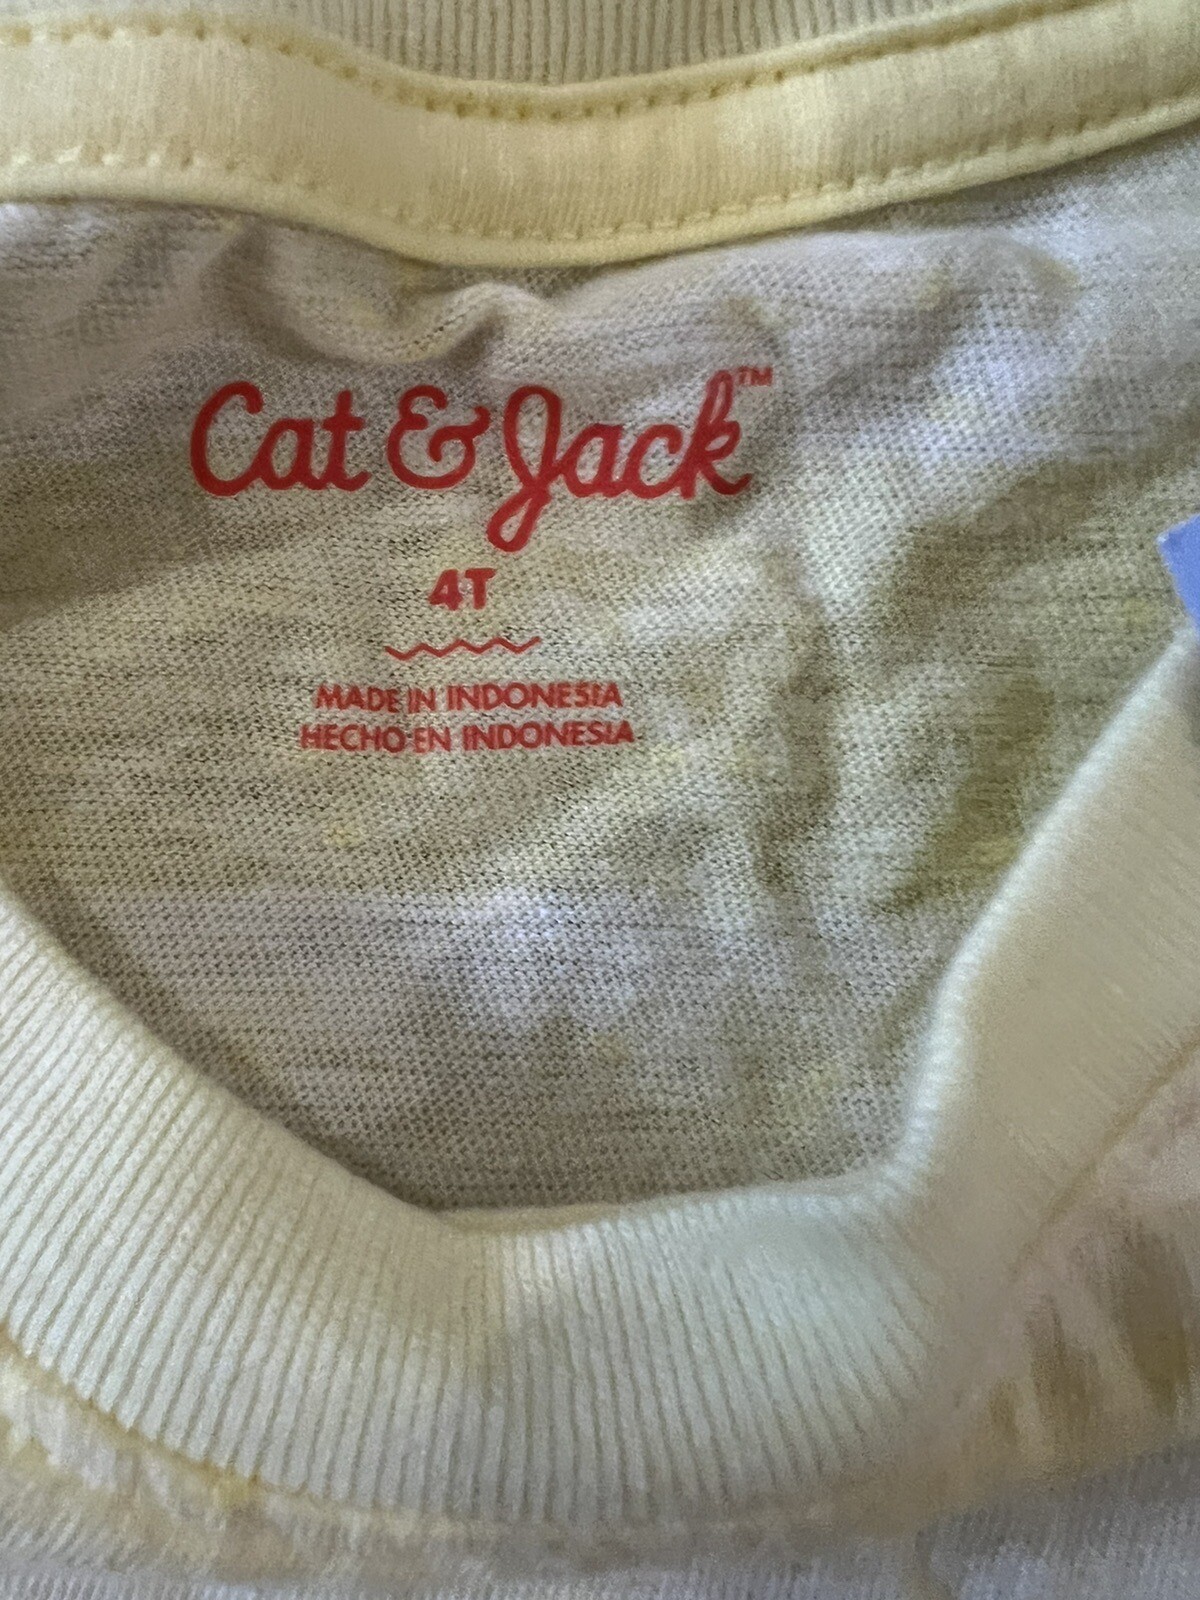 Cat & Jack™
4T
MADE IN INDONESIA
HECHO EN INDONESIA